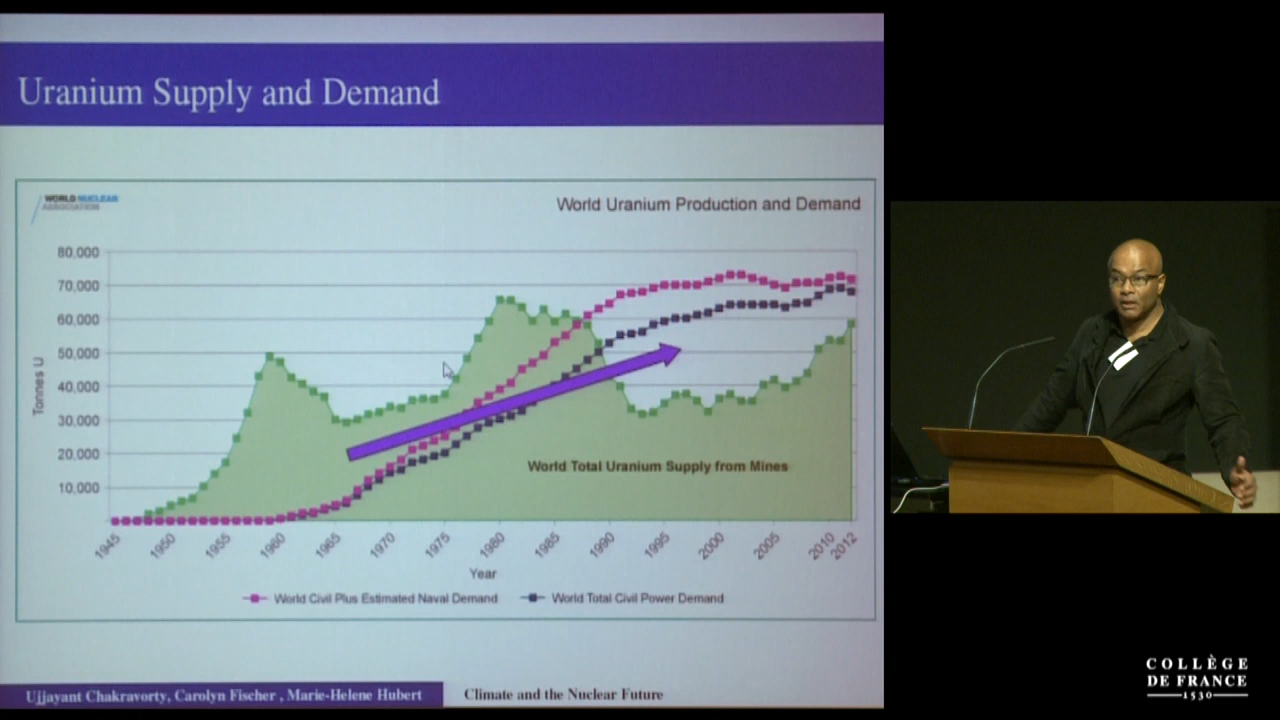 Uranium Supply and Demand
WORLD NUCLEAR
ASSOCIATION
World Uranium Production and Demand
80,000
70,000
60,000
50,000
40,000
30,000
20,000
10,000
Tonnes U
World Total Uranium Supply from Mines
1945 1950 1955 1960 1965 1970 1975 1980 1985 1990 1995 2000 2005 2010 2012
Year
World Civil Plus Estimated Naval Demand World Total Civil Power Demand
Ujjayant Chakravorty, Carolyn Fischer , Marie-Helene Hubert Climate and the Nuclear Future
COLLÈGE
DE FRANCE
1530